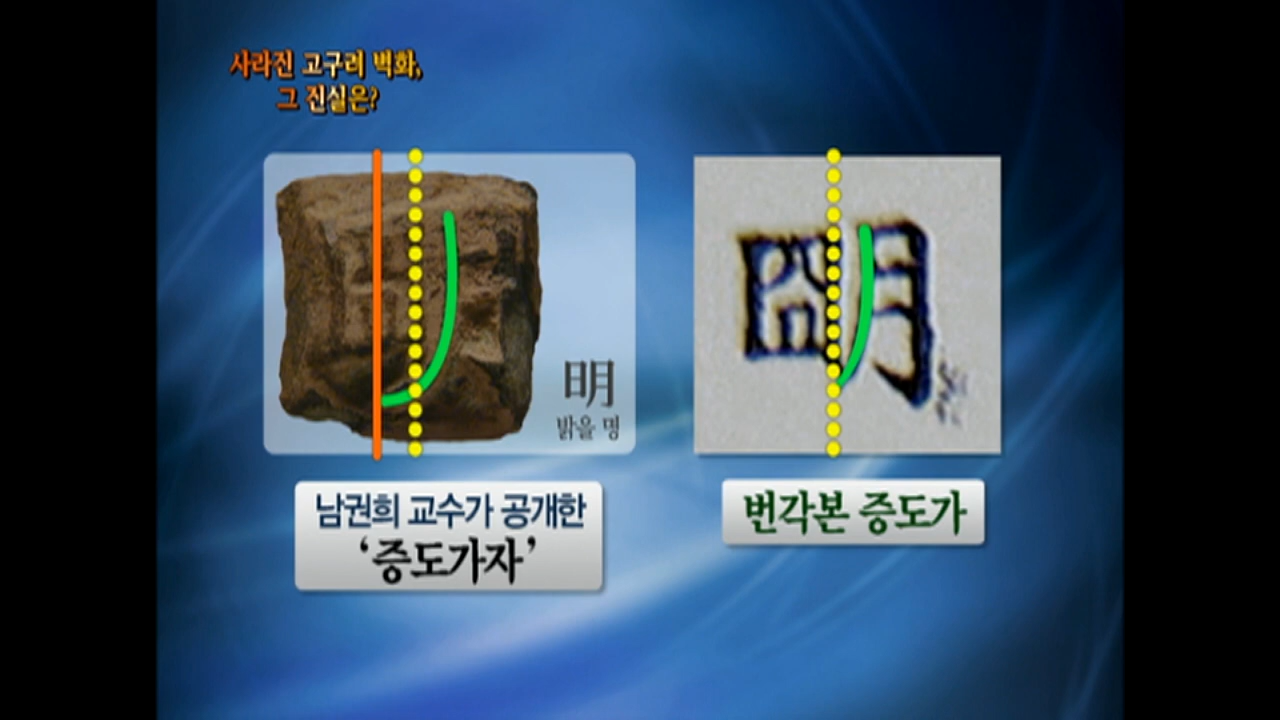 사라진 고구려 벽화,
그 진실은?
明
밝을 명
明
남권희 교수가 공개한
‘증도가자’
번각본 증도가